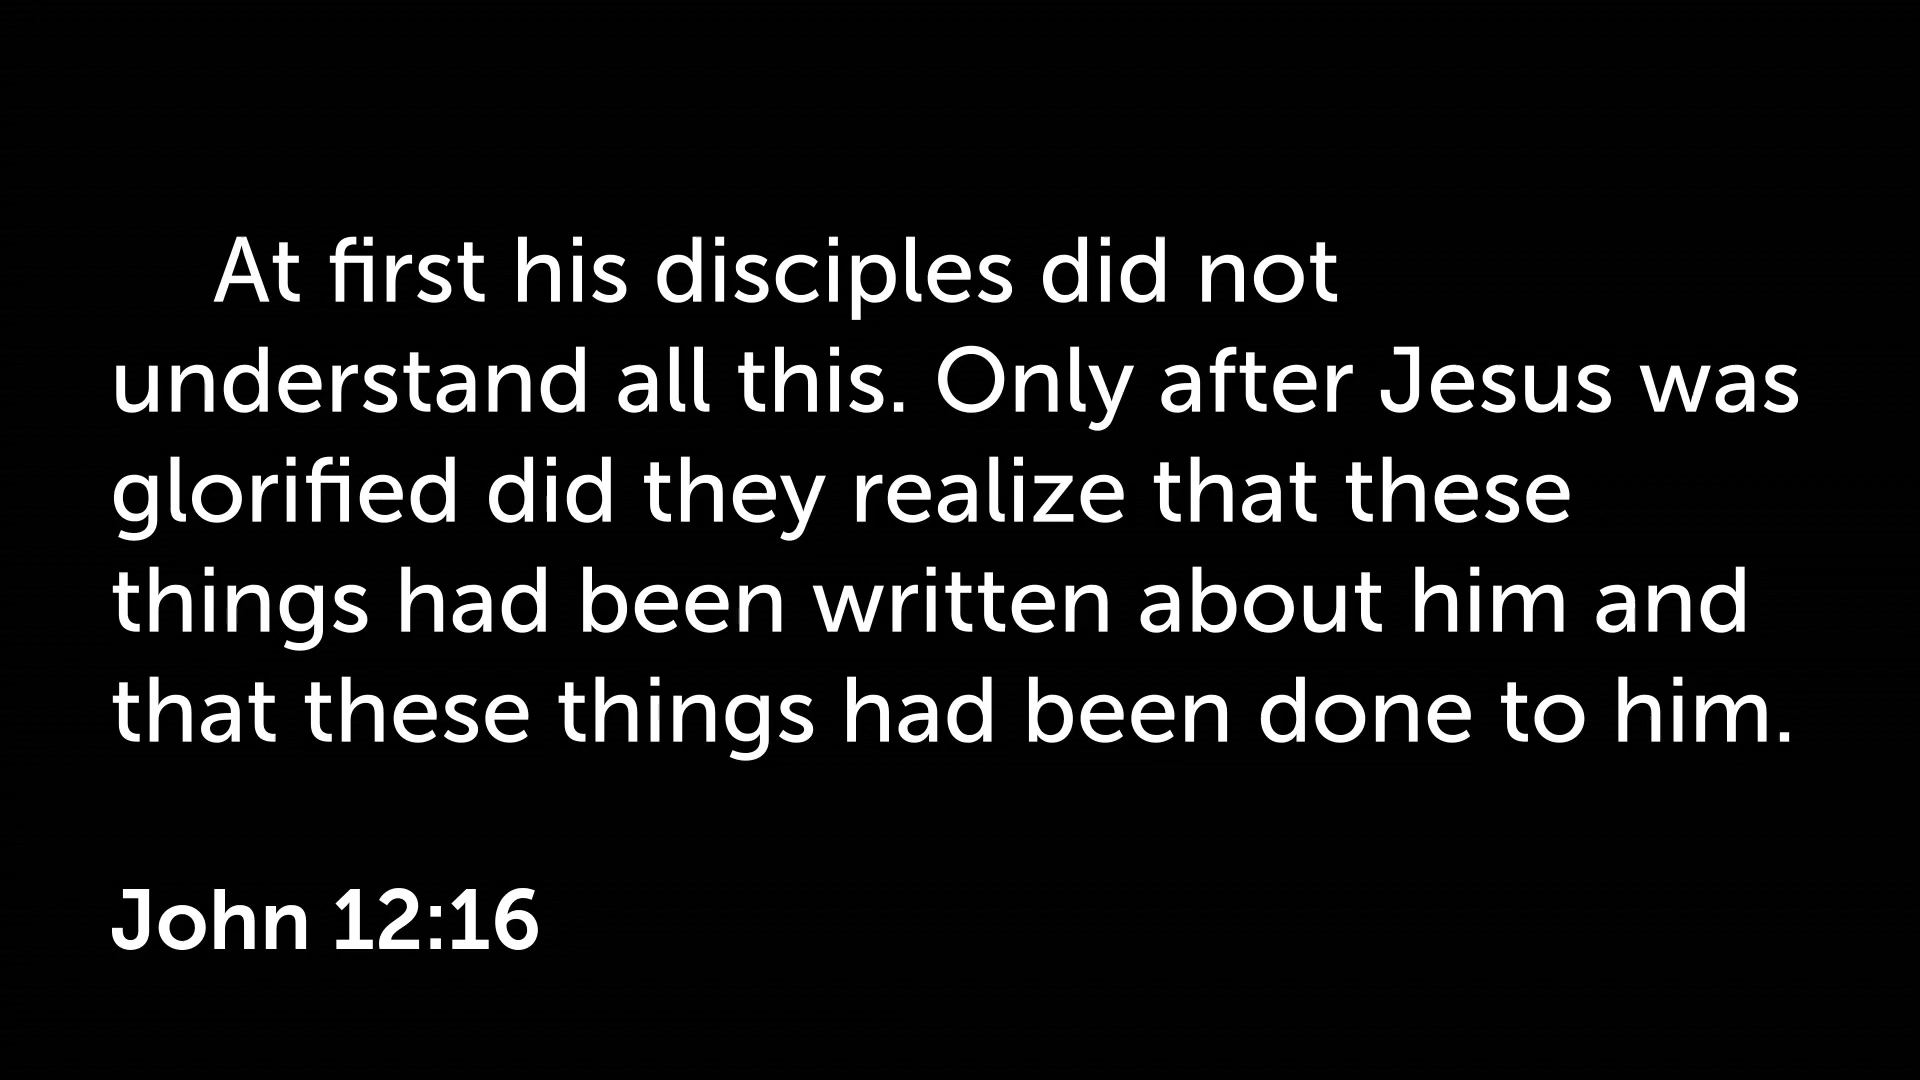 At first his disciples did not
understand all this. Only after Jesus was
glorified did they realize that these
things had been written about him and
that these things had been done to him.
John 12:16